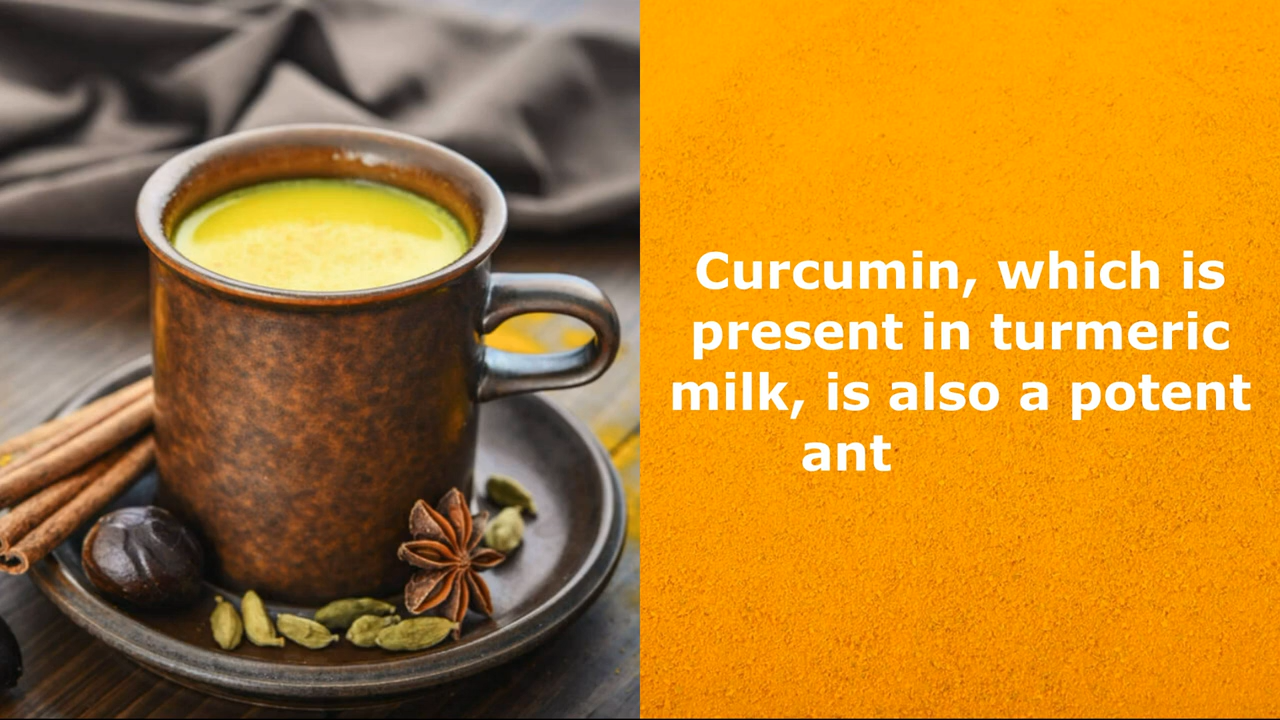 Curcumin, which is
present in turmeric
milk, is also a potent
ant